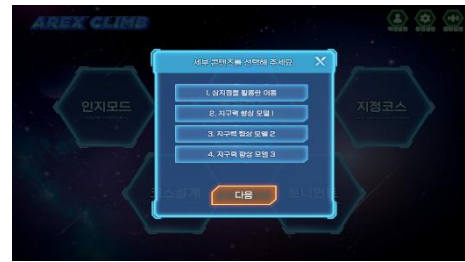 AREX CLIMB
세부 콘텐츠를 선택해 주세요
1. 삼지점을 활용한 이동
2. 지구력 향상 모델 1
3. 지구력 향상 모델 2
4. 지구력 향상 모델 3
다음
인지모드
지정코스